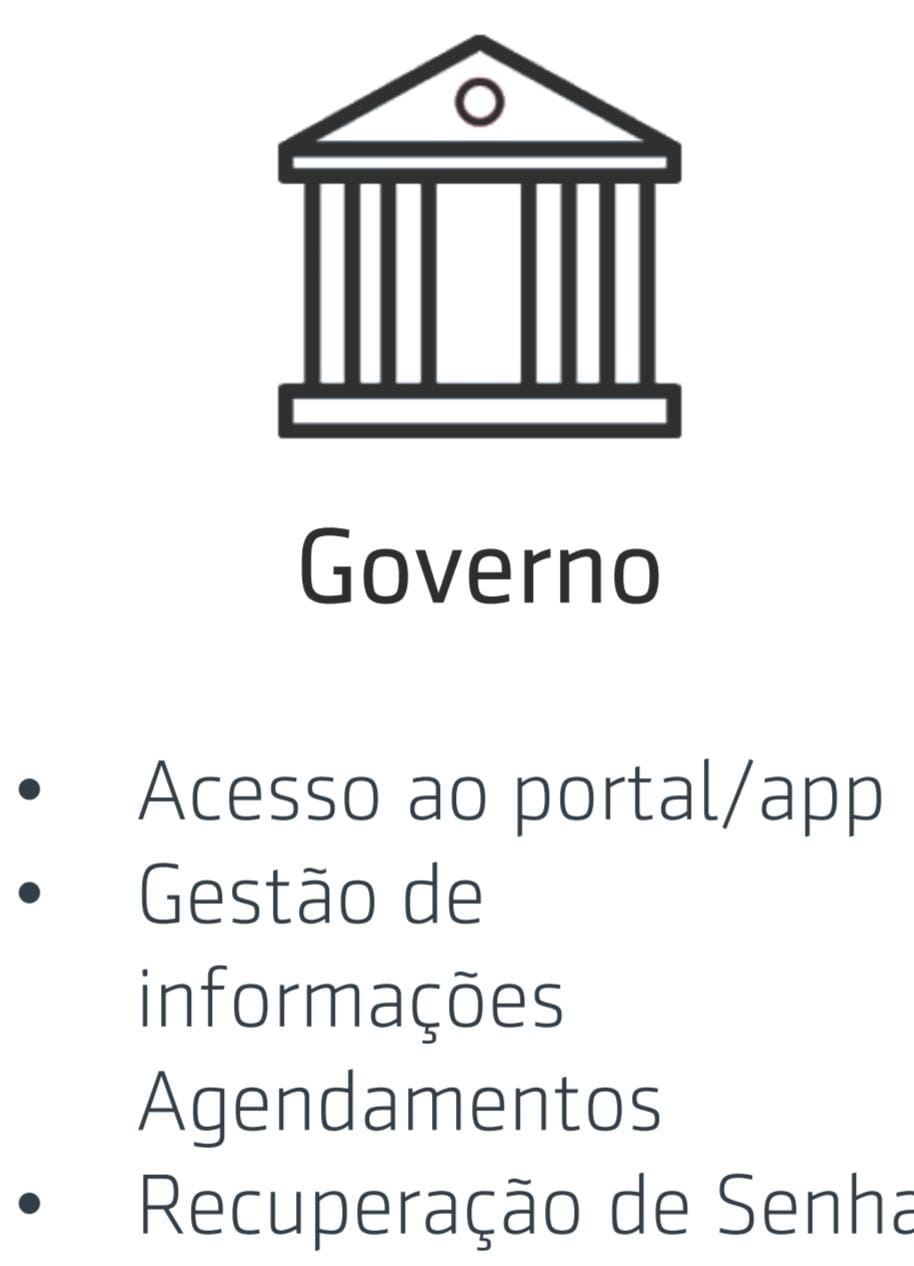 Governo
• Acesso ao portal/app
• Gestão de
informações
Agendamentos
• Recuperação de Senha